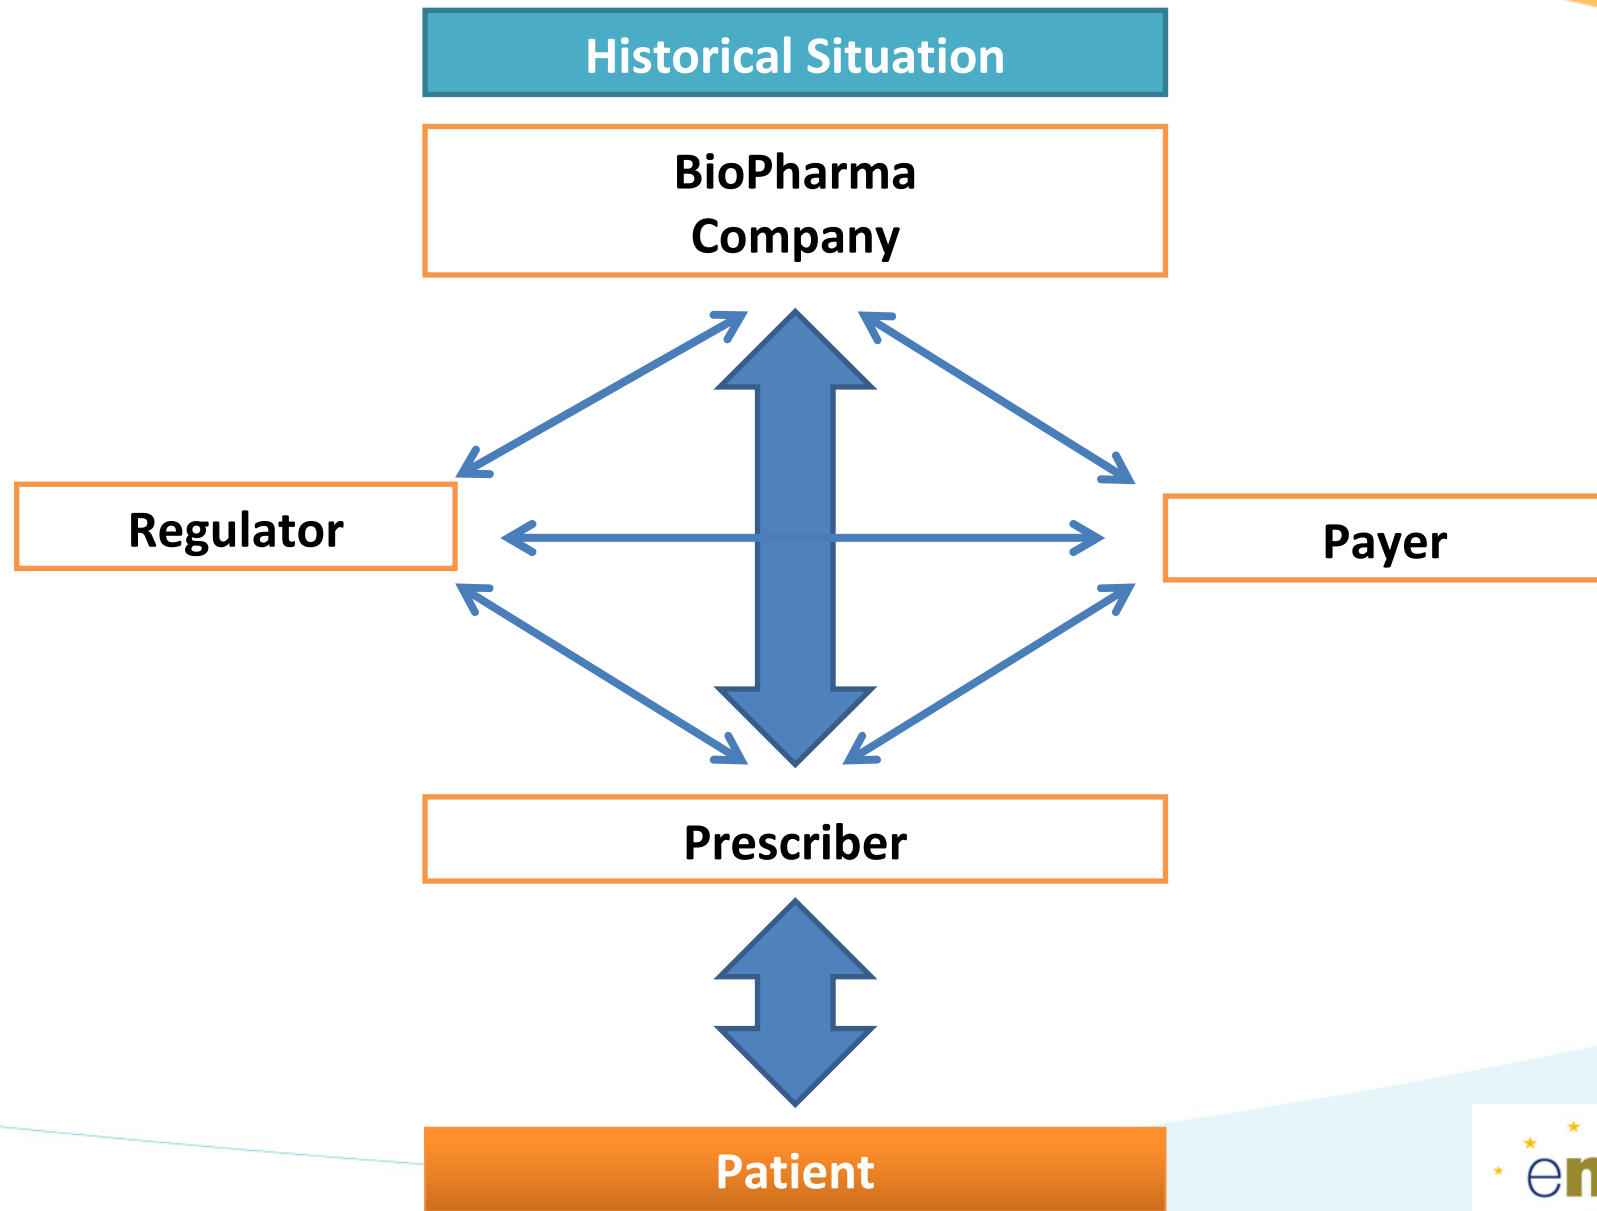 Historical Situation
BioPharma
Company
Regulator
Payer
Prescriber
Patient